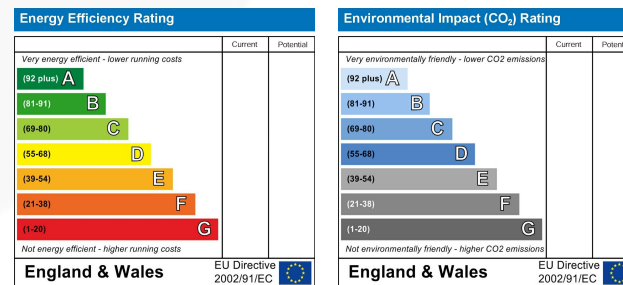 Energy Efficiency Rating
Current Potential
Very energy efficient - lower running costs
(92 plus) A
(81-91) B
(69-80) C
(55-68) D
(39-54) E
(21-38) F
(1-20) G
Not energy efficient - higher running costs
England & Wales
EU Directive
2002/91/EC
Environmental Impact (CO₂) Rating
Current Potent
Very environmentally friendly - lower CO2 emissions
(92 plus) A
(81-91) B
(69-80) C
(55-68) D
(39-54) E
(21-38) F
(1-20) G
Not environmentally friendly - higher CO2 emissions
England & Wales
EU Directive
2002/91/EC